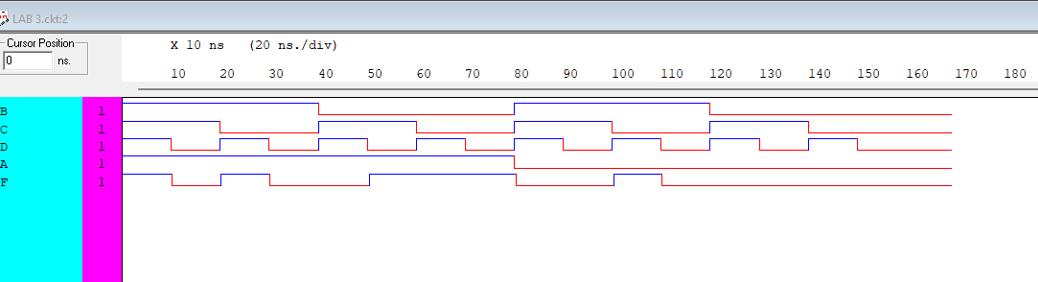 LAB 3.ckt:2
Cursor Position
0 ns.
X 10 ns (20 ns./div)
10 20 30 40 50 60 70 80 90 100 110 120 130 140 150 160 170 180
B 1
C 1
D 1
A 1
F 1